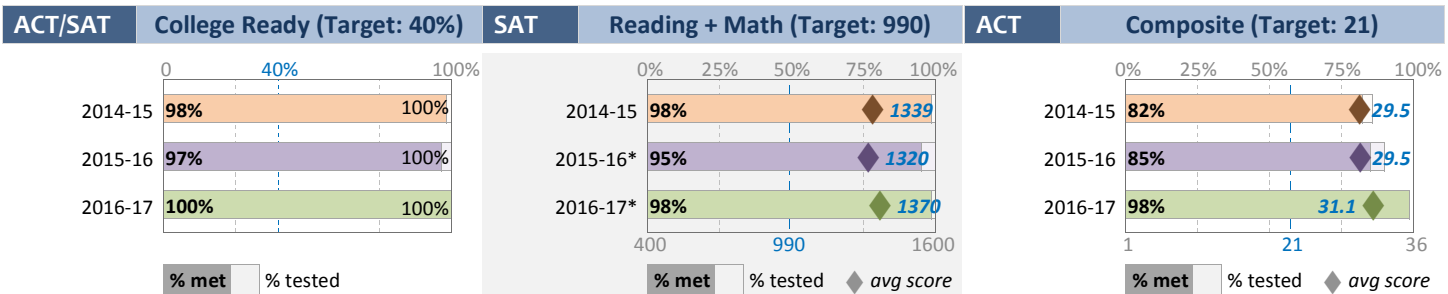 ACT/SAT College Ready (Target: 40%)
0 40% 100%
2014-15 98% 100%
2015-16 97% 100%
2016-17 100% 100%
% met % tested
SAT Reading + Math (Target: 990)
0% 25% 50% 75% 100%
2014-15 98% 1339
2015-16* 95% 1320
2016-17* 98% 1370
400 990 1600
% met % tested avg score
ACT Composite (Target: 21)
0% 25% 50% 75% 100%
2014-15 82% 29.5
2015-16 85% 29.5
2016-17 98% 31.1
1 21 36
% met % tested avg score